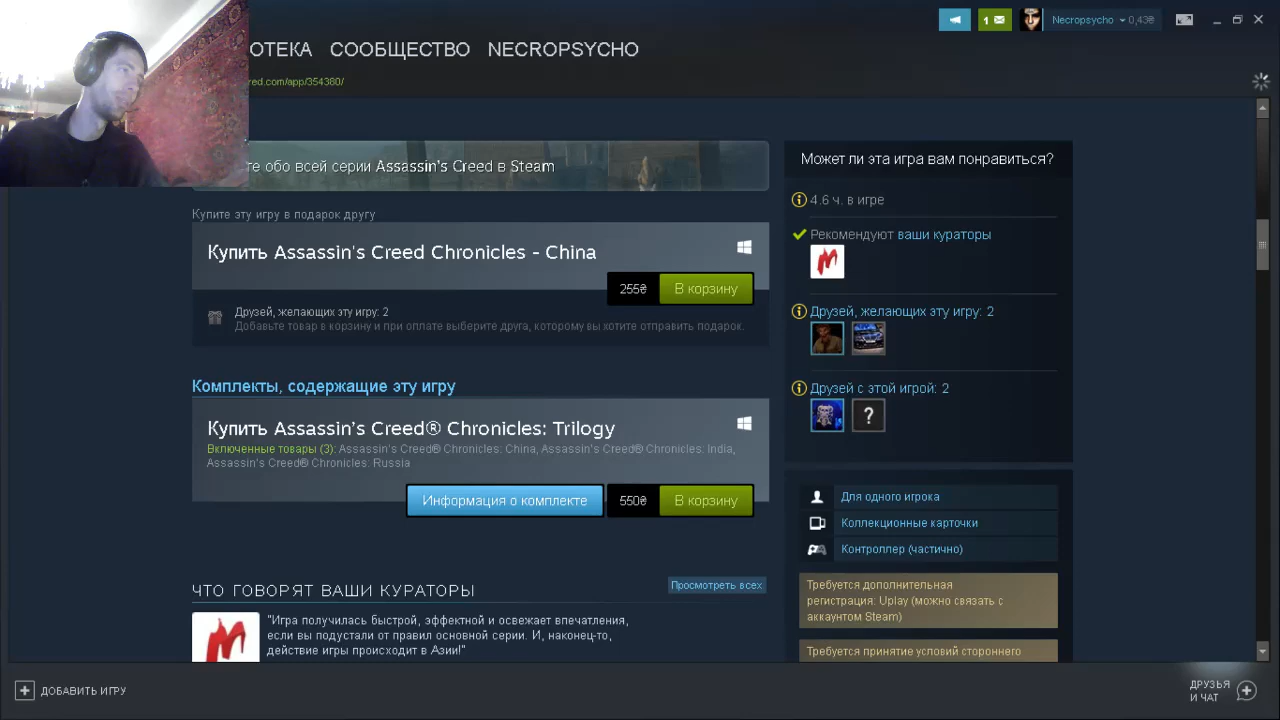 1
Necropsycho 0,43₴
ОТЕКА СООБЩЕСТВО NECROPSYCHO
red.com/app/354380/
те обо всей серии Assassin's Creed в Steam
Купите эту игру в подарок другу
Купить Assassin's Creed Chronicles - China
255₴
В корзину
Друзей, желающих эту игру: 2
Добавьте товар в корзину и при оплате выберите друга, которому вы хотите отправить подарок.
Комплекты, содержащие эту игру
Купить Assassin’s Creed® Chronicles: Trilogy
Включенные товары (3): Assassin's Creed® Chronicles: China, Assassin's Creed® Chronicles: India,
Assassin's Creed® Chronicles: Russia
Информация о комплекте
550₴
В корзину
ЧТО ГОВОРЯТ ВАШИ КУРАТОРЫ
Просмотреть всех
"Игра получилась быстрой, эффектной и освежает впечатления,
если вы подустали от правил основной серии. И, наконец-то,
действие игры происходит в Азии!"
Может ли эта игра вам понравиться?
4.6 ч. в игре
Рекомендуют ваши кураторы
Друзей, желающих эту игру: 2
Друзей с этой игрой: 2
?
Для одного игрока
Коллекционные карточки
Контроллер (частично)
Требуется дополнительная
регистрация: Uplay (можно связать с
аккаунтом Steam)
Требуется принятие условий стороннего
ДОБАВИТЬ ИГРУ
ДРУЗЬЯ
И ЧАТ